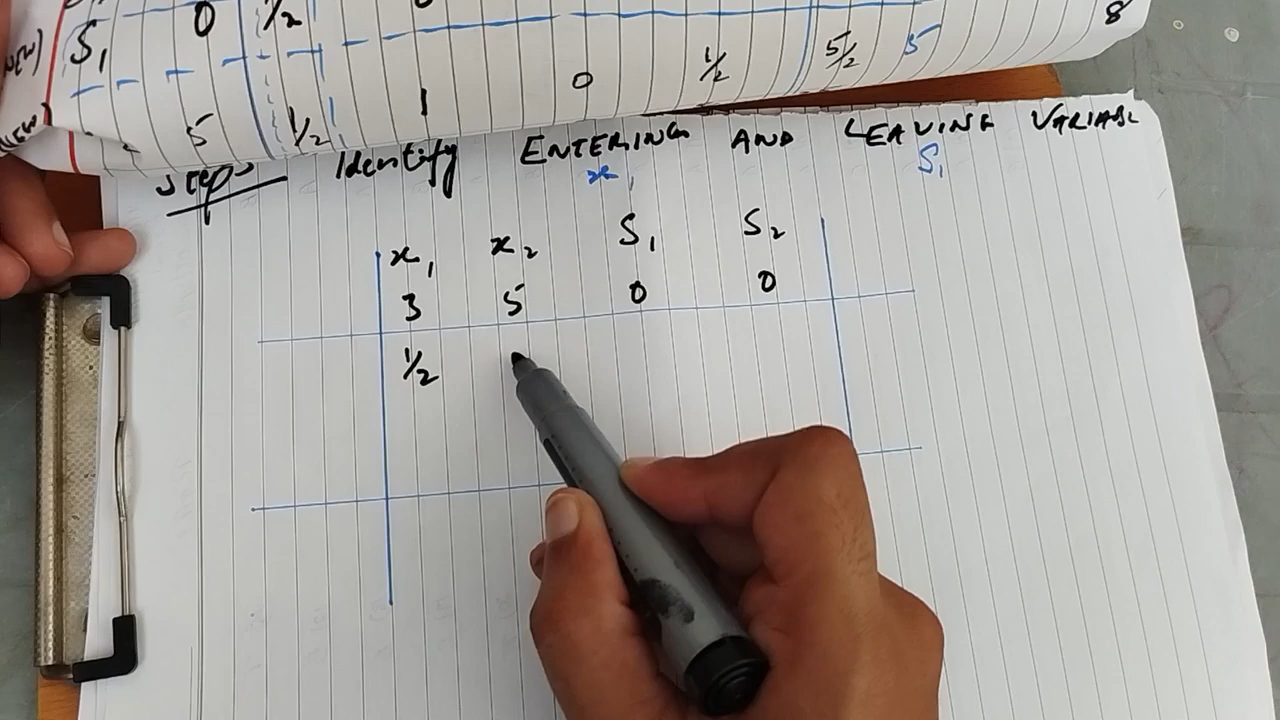 S₁ 0 1/2 8
5 1/2 1 0 1/2 5/2 5
Identify ENTERING AND LEAVING VARIABL
x₁ S₁
x₁ x₂ S₁ S₂
3 5 0 0
1/2